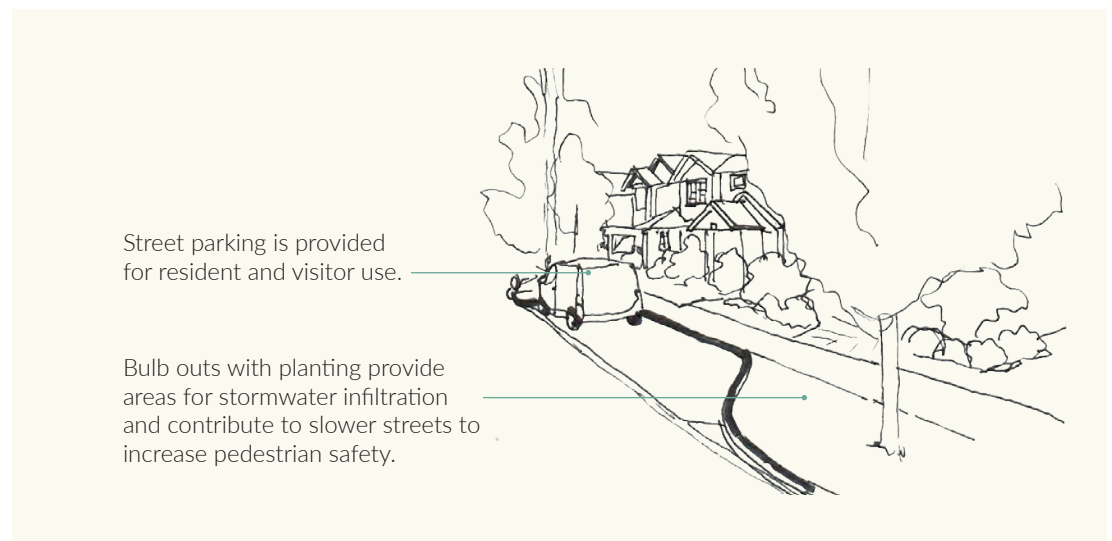 Street parking is provided
for resident and visitor use.
Bulb outs with planting provide
areas for stormwater infiltration
and contribute to slower streets to
increase pedestrian safety.